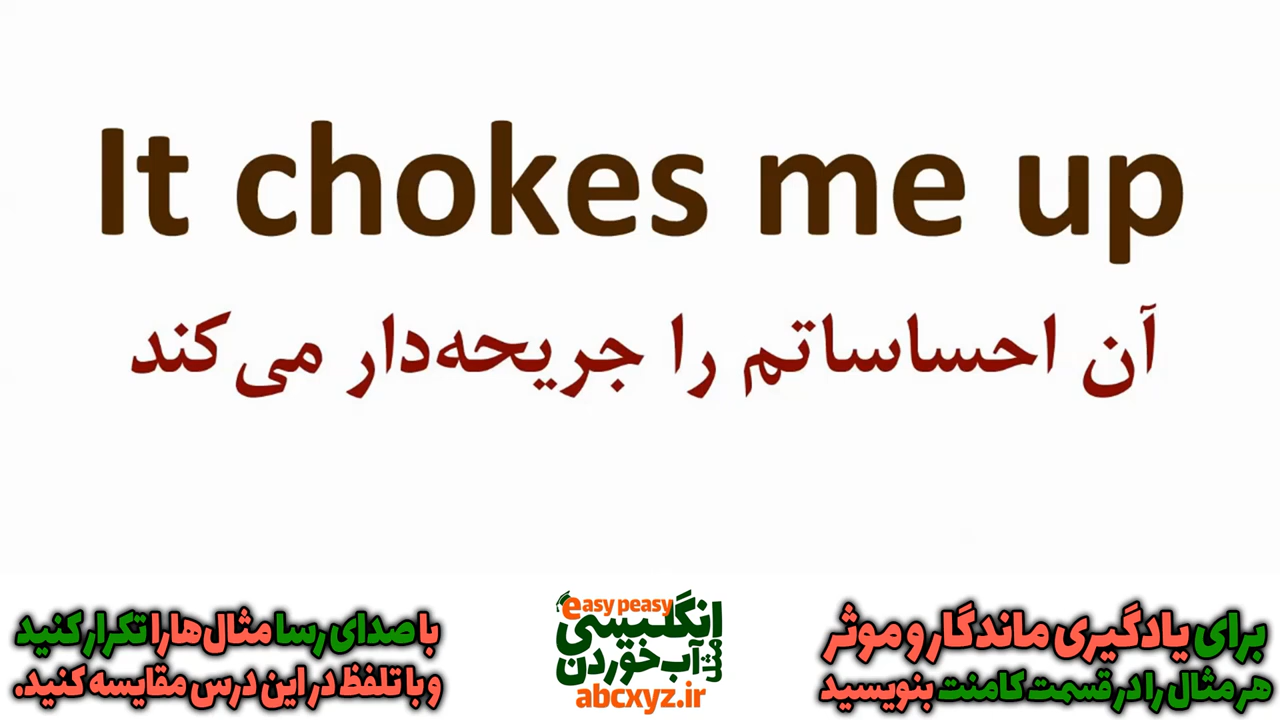 It chokes me up
آن احساساتم را جریحه‌دار می‌کند
برای یادگیری ماندگار و موثر
هر مثال را در قسمت کامنت بنویسید
easy peasy
انگلیسی
مثل آب خوردن
abcxyz.ir
با صدای رسا مثال‌ها را تکرار کنید
و با تلفظ در این درس مقایسه کنید.